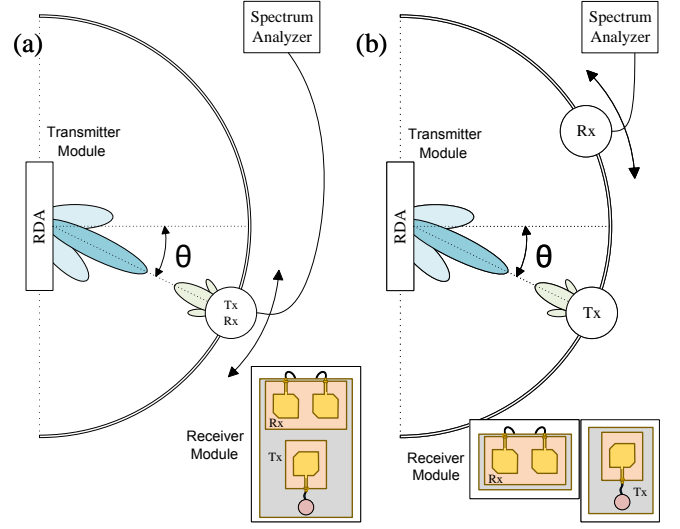 (a)
Spectrum
Analyzer
Transmitter
Module
RDA
θ
Tx
Rx
Receiver
Module
Rx
Tx
(b)
Spectrum
Analyzer
Rx
Transmitter
Module
RDA
θ
Tx
Receiver
Module
Rx
Tx